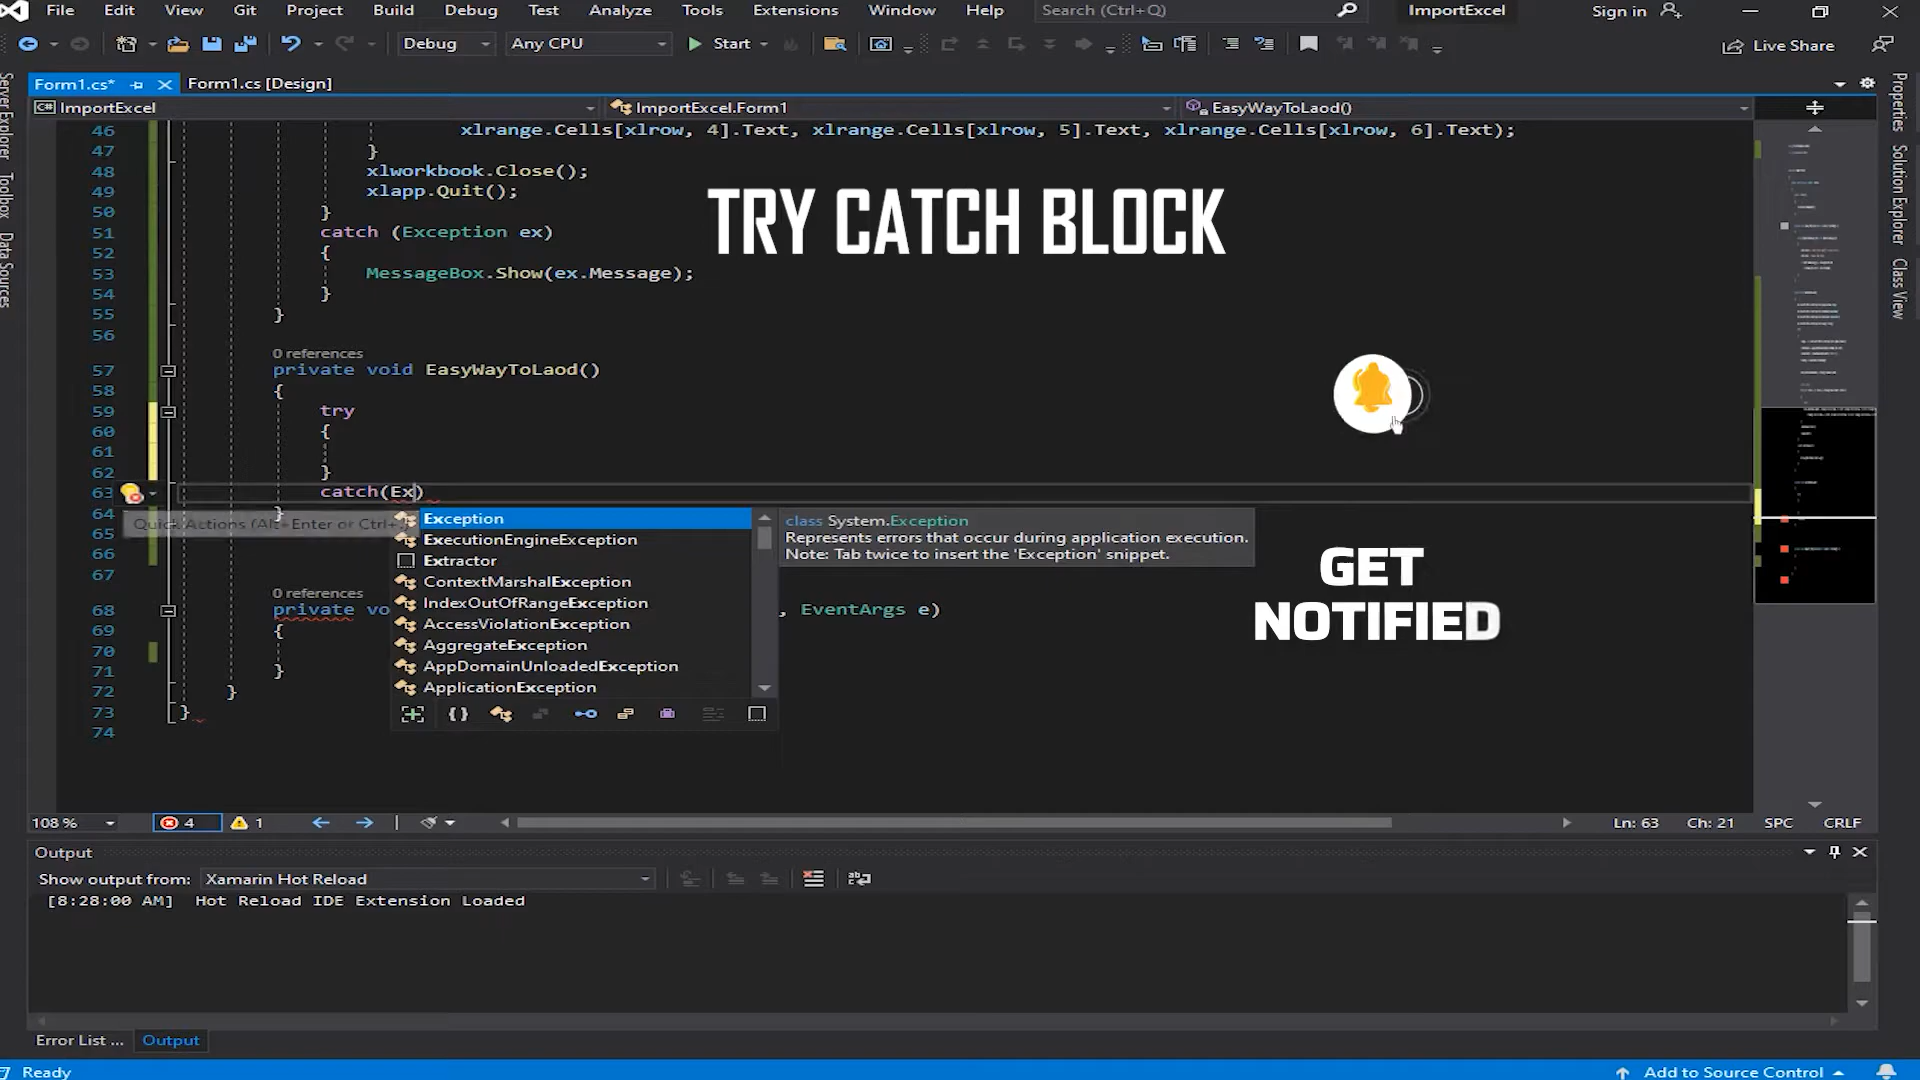 File Edit View Git Project Build Debug Test Analyze Tools Extensions Window Help Search (Ctrl+Q) ImportExcel Sign in
Debug Any CPU Start Live Share
Form1.cs* Form1.cs [Design]
C# ImportExcel ImportExcel.Form1 EasyWayToLaod()
Server Explorer
Toolbox
Data Sources
Properties
Solution Explorer
Class View
46 xlrange.Cells[xlrow, 4].Text, xlrange.Cells[xlrow, 5].Text, xlrange.Cells[xlrow, 6].Text);
47 }
48 xlworkbook.Close();
49 xlapp.Quit();
50 }
51 catch (Exception ex)
52 {
53 MessageBox.Show(ex.Message);
54 }
55 }
56
TRY CATCH BLOCK
0 references
57 private void EasyWayToLaod()
58 {
59 try
60 {
61
62 }
63 catch(Ex)
64 }
Quick Actions (Alt+Enter or Ctrl+.)
65
66
67
0 references
68 private vo , EventArgs e)
69 {
70
71 }
72 }
73 }
74
Exception
ExecutionEngineException
Extractor
ContextMarshalException
IndexOutOfRangeException
AccessViolationException
AggregateException
AppDomainUnloadedException
ApplicationException
class System.Exception
Represents errors that occur during application execution.
Note: Tab twice to insert the 'Exception' snippet.
GET
NOTIFIED
108 % 4 1 Ln: 63 Ch: 21 SPC CRLF
Output
Show output from: Xamarin Hot Reload
[8:28:00 AM] Hot Reload IDE Extension Loaded
Error List ... Output
Ready Add to Source Control